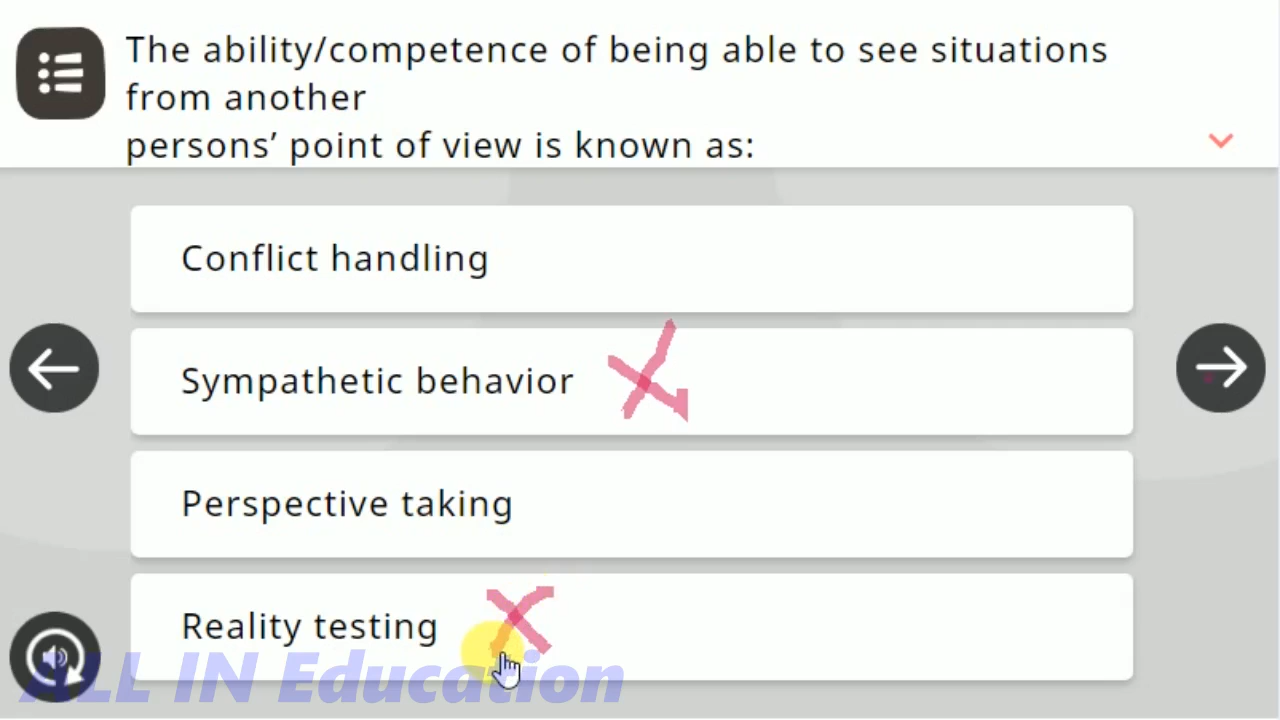 The ability/competence of being able to see situations
from another
persons’ point of view is known as:
Conflict handling
Sympathetic behavior
Perspective taking
Reality testing
ALL IN Education